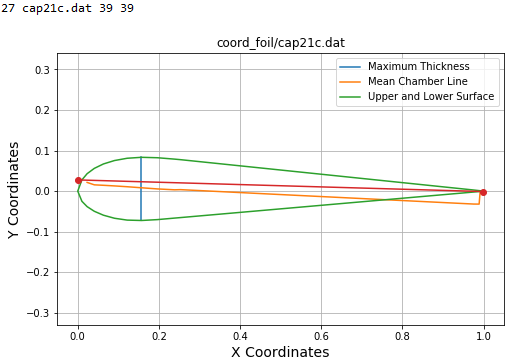 27 cap21c.dat 39 39
coord_foil/cap21c.dat
Maximum Thickness
Mean Chamber Line
Upper and Lower Surface
Y Coordinates
0.3
0.2
0.1
0.0
−0.1
−0.2
−0.3
0.0 0.2 0.4 0.6 0.8 1.0
X Coordinates